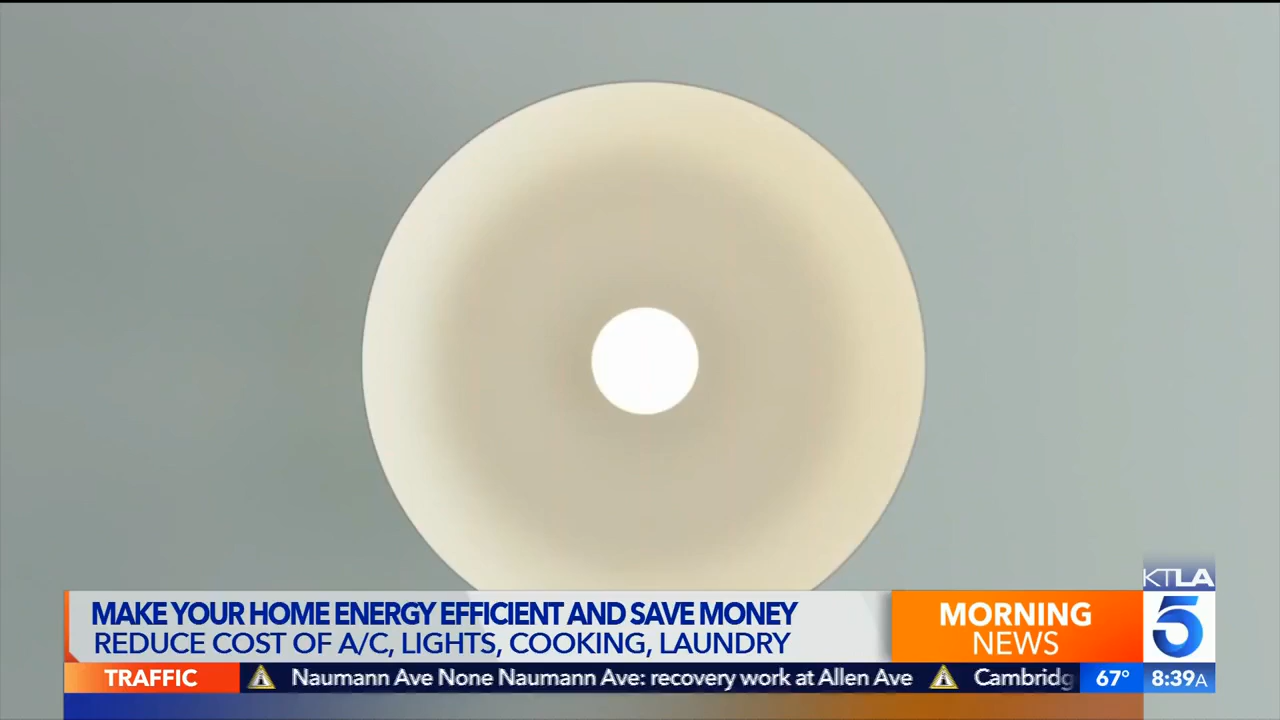 MAKE YOUR HOME ENERGY EFFICIENT AND SAVE MONEY
REDUCE COST OF A/C, LIGHTS, COOKING, LAUNDRY
MORNING
NEWS
KTLA
5
TRAFFIC
Naumann Ave None Naumann Ave: recovery work at Allen Ave
Cambridg
67°
8:39A